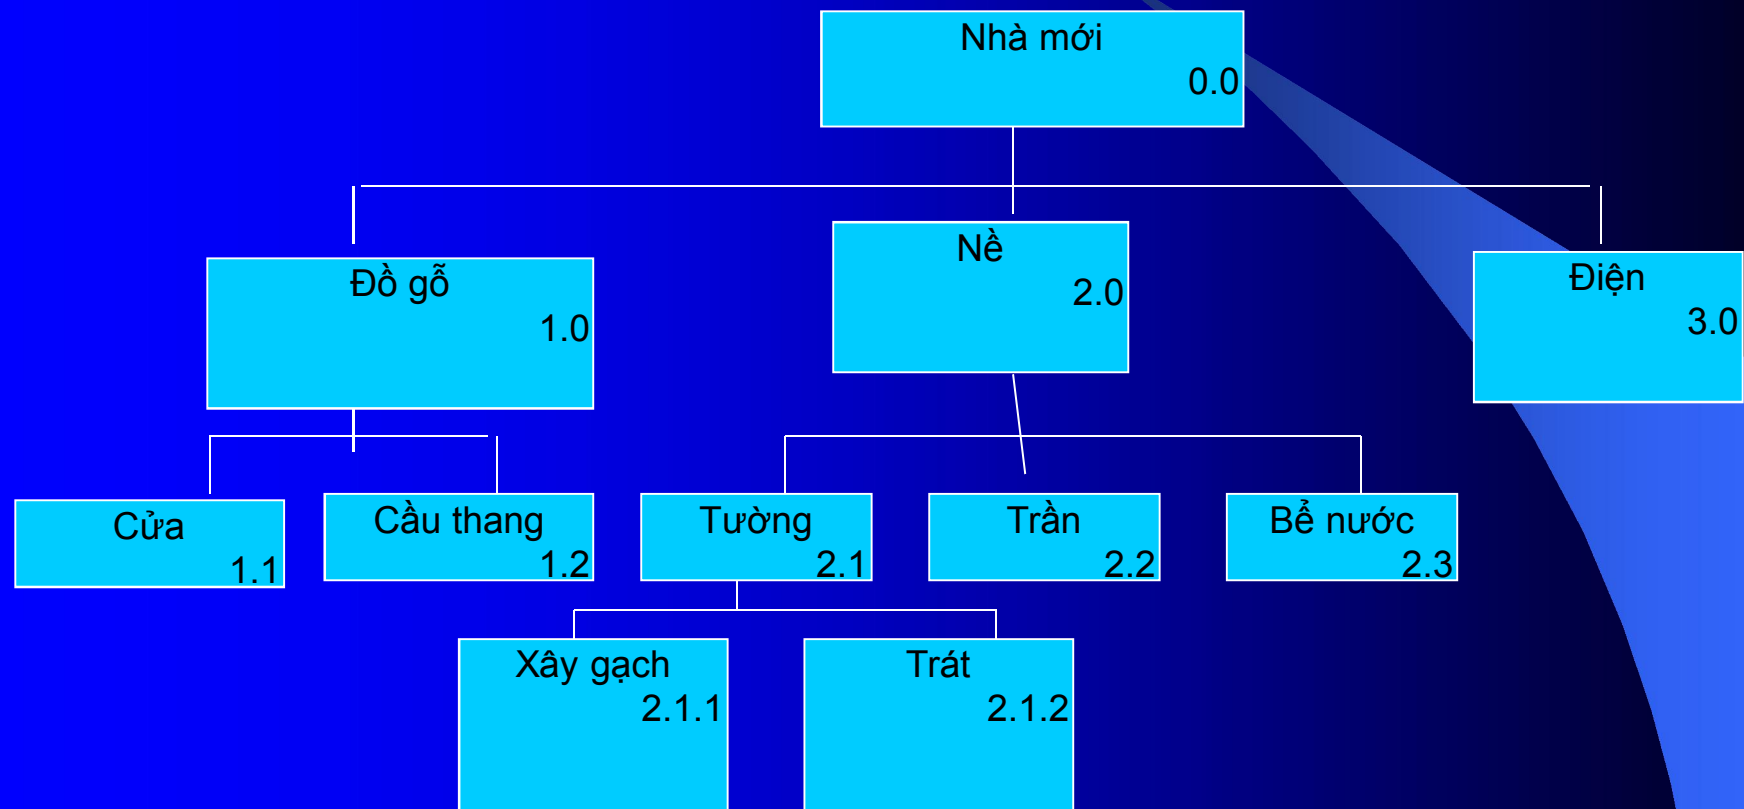 Nhà mới
0.0
Đồ gỗ
1.0
Nề
2.0
Điện
3.0
Cửa
1.1
Cầu thang
1.2
Tường
2.1
Trần
2.2
Bể nước
2.3
Xây gạch
2.1.1
Trát
2.1.2